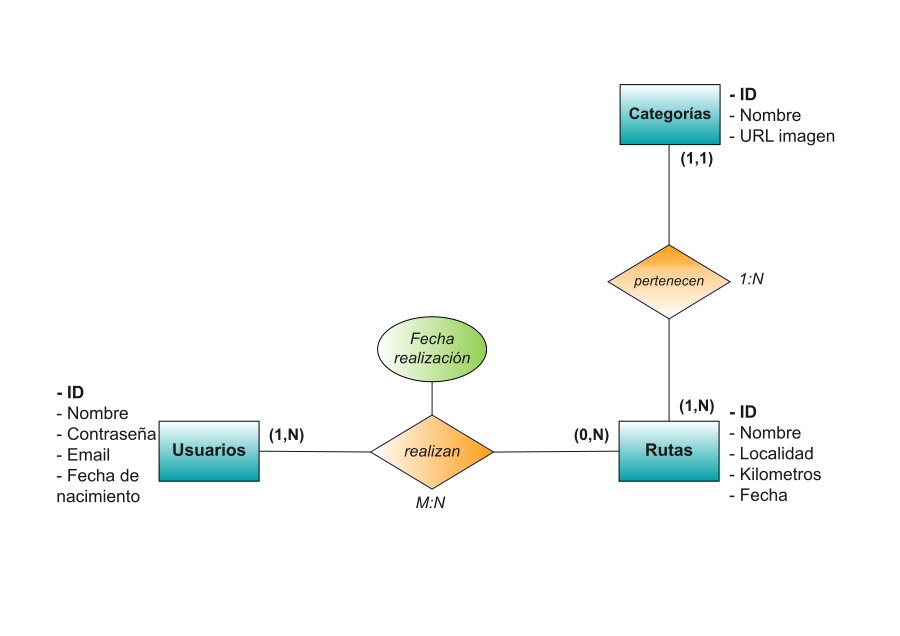 Categorías
- ID
- Nombre
- URL imagen
(1,1)
pertenecen
1:N
Fecha
realización
- ID
- Nombre
- Contraseña
- Email
- Fecha de
nacimiento
Usuarios
(1,N)
realizan
M:N
(0,N)
(1,N)
Rutas
- ID
- Nombre
- Localidad
- Kilometros
- Fecha